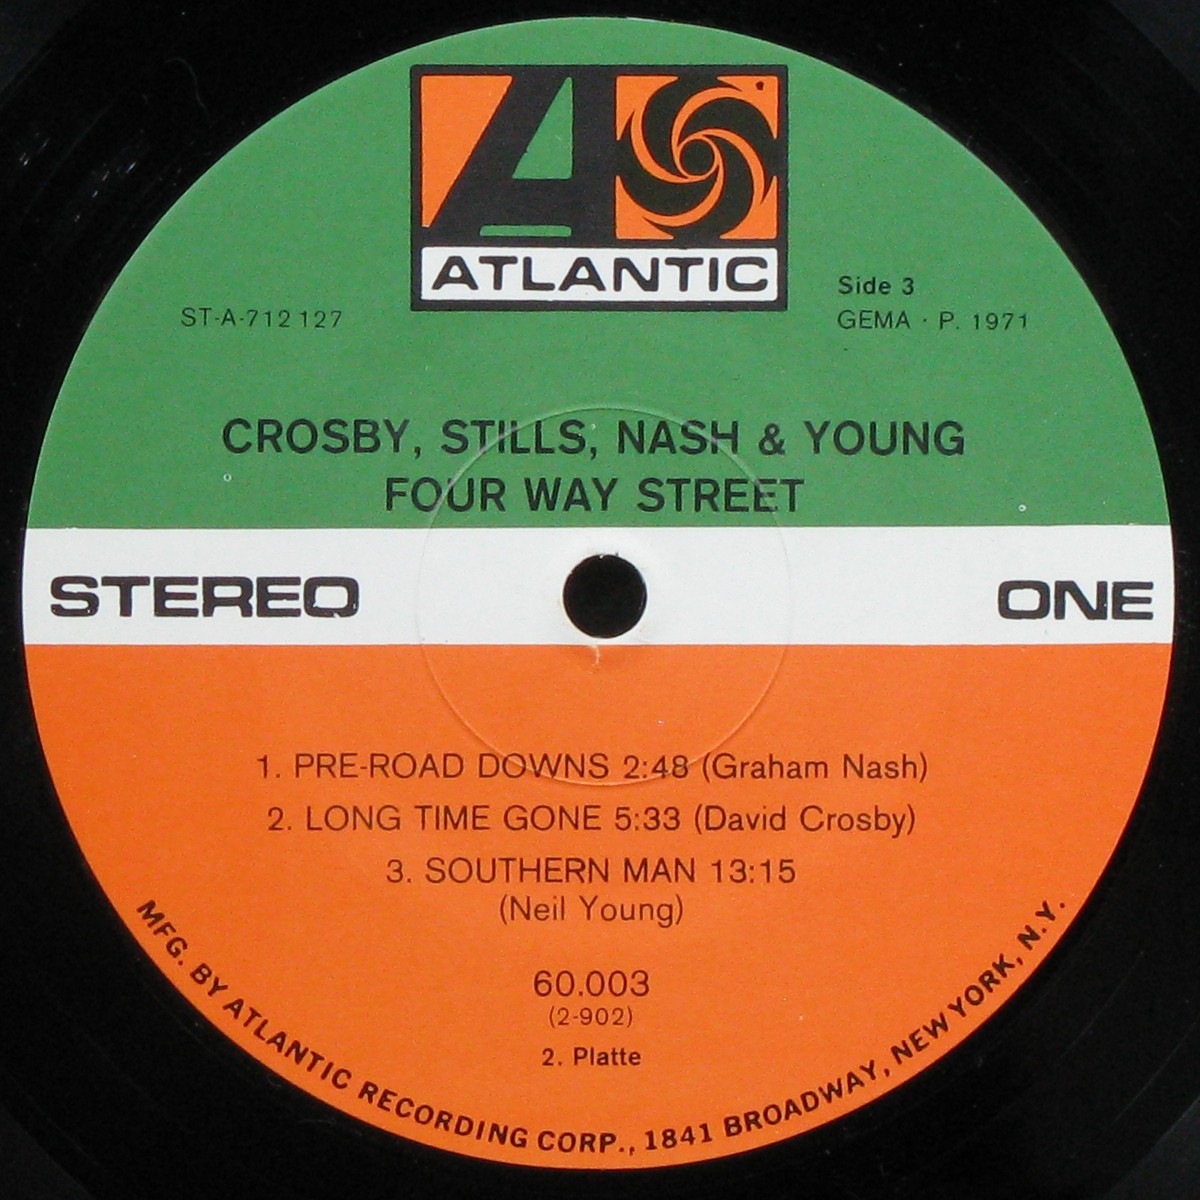 ATLANTIC
ST-A-712 127
Side 3
GEMA · P. 1971
CROSBY, STILLS, NASH & YOUNG
FOUR WAY STREET
STEREO
ONE
1. PRE-ROAD DOWNS 2:48 (Graham Nash)
2. LONG TIME GONE 5:33 (David Crosby)
3. SOUTHERN MAN 13:15
(Neil Young)
60.003
(2-902)
2. Platte
MFG. BY ATLANTIC RECORDING CORP., 1841 BROADWAY, NEW YORK, N.Y.